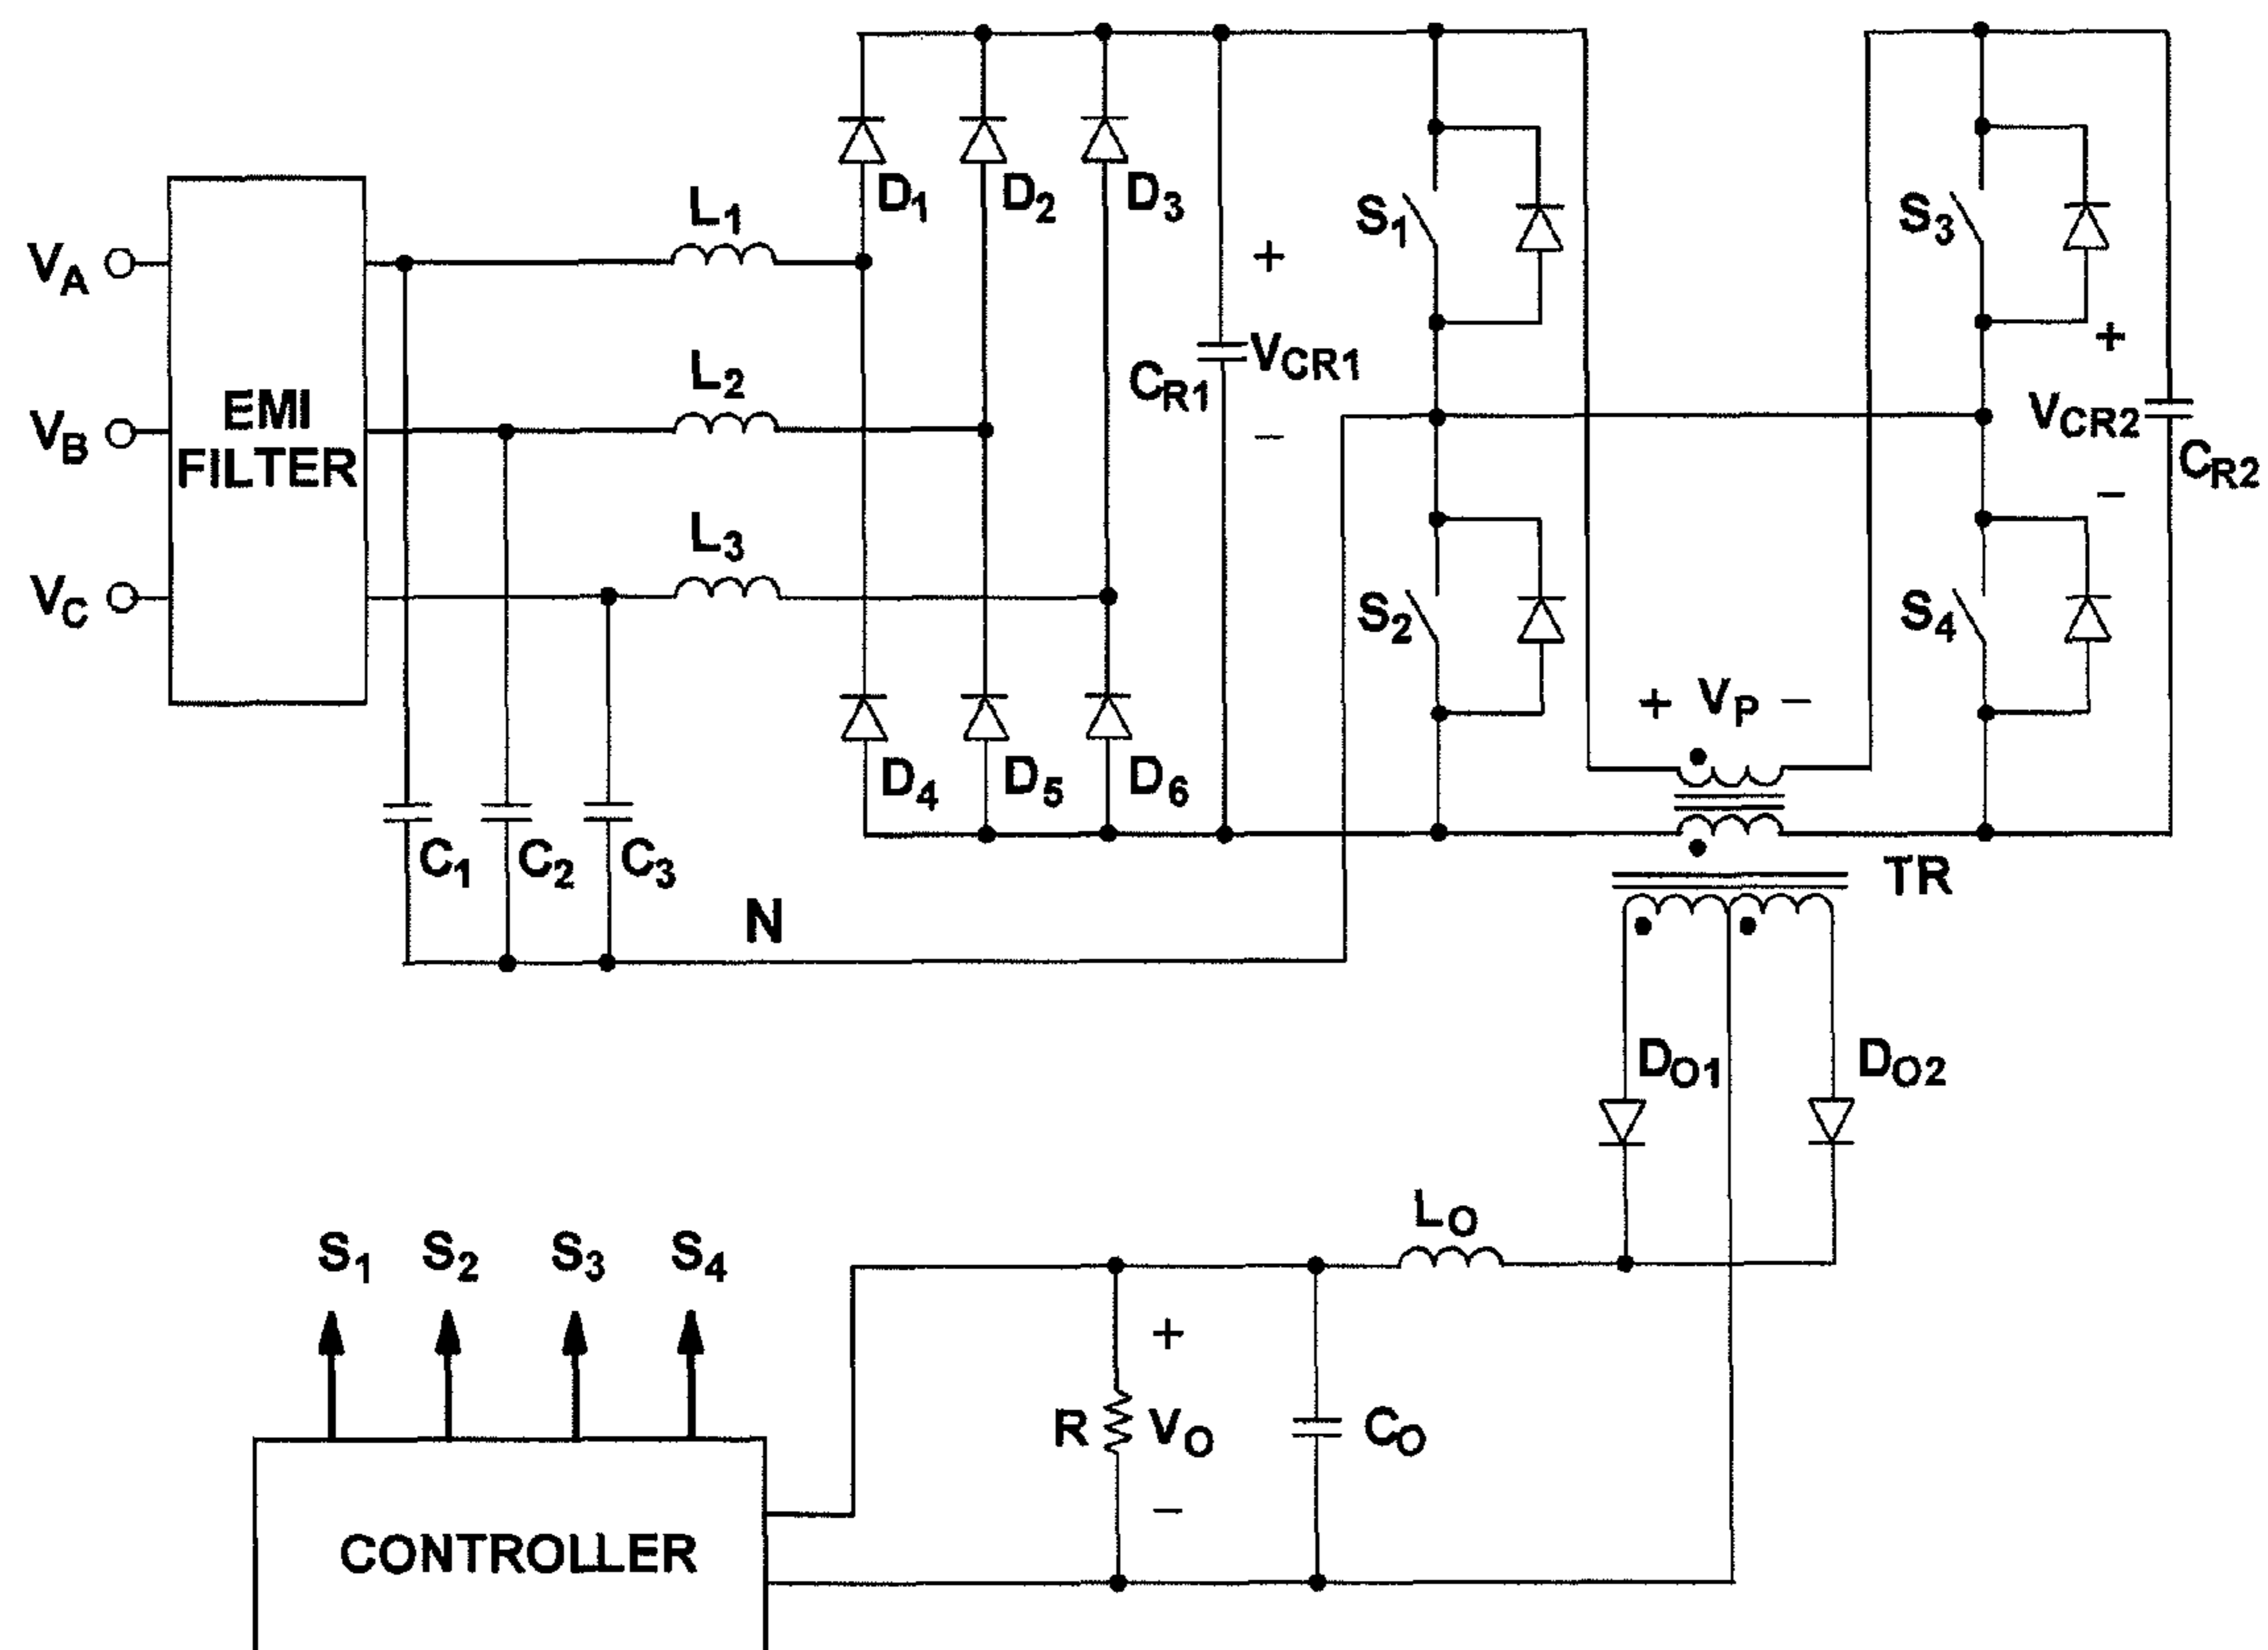 V_A
V_B
V_C
EMI
FILTER
L_1
L_2
L_3
C_1
C_2
C_3
N
D_1
D_2
D_3
D_4
D_5
D_6
C_R1
+
V_CR1
−
S_1
S_2
S_3
S_4
+
V_CR2
−
C_R2
+ V_P −
TR
D_O1
D_O2
L_O
S_1 S_2 S_3 S_4
R
+
V_O
−
C_O
CONTROLLER